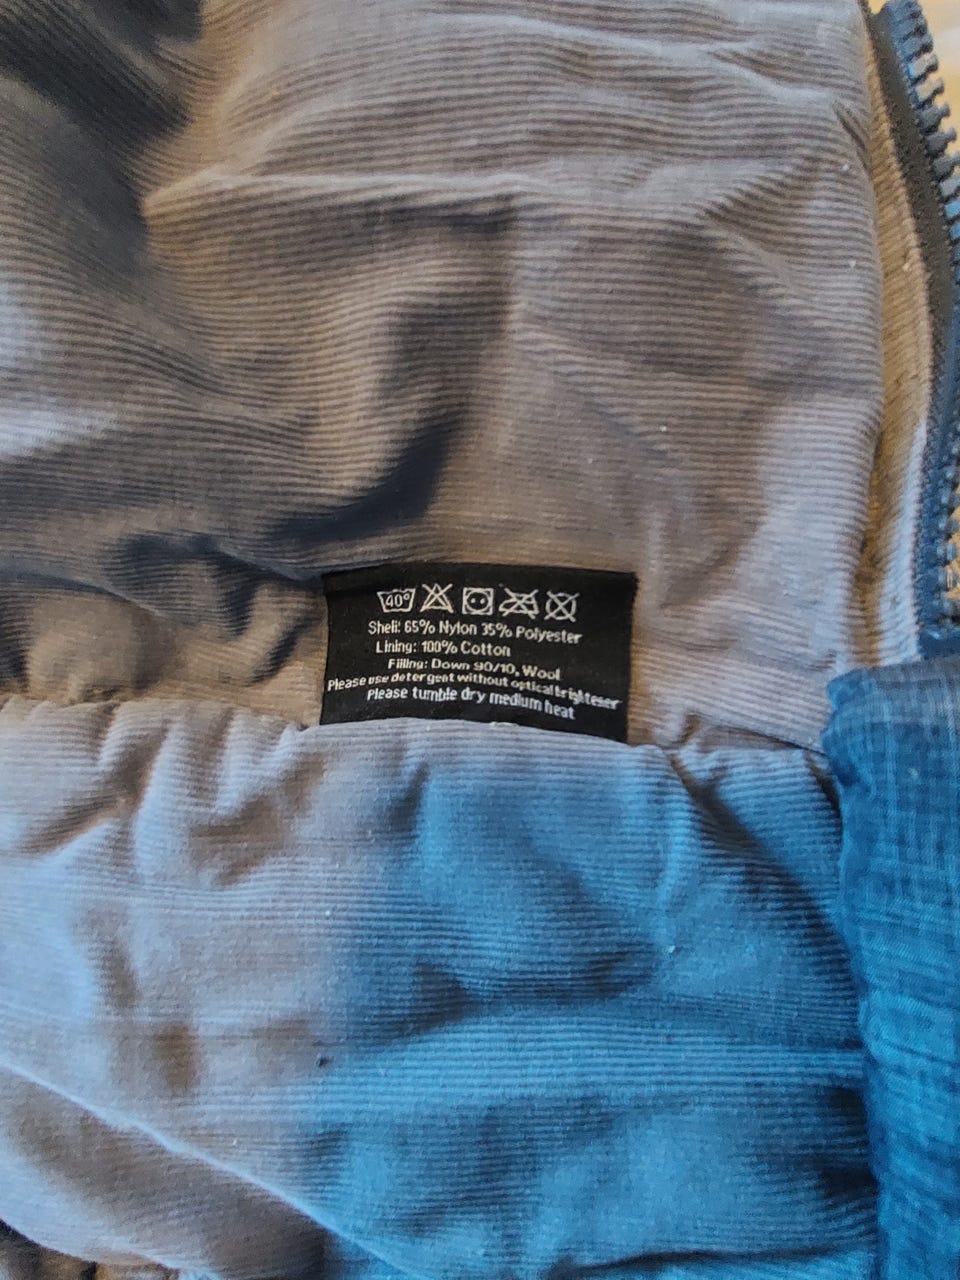 40°
Shell: 65% Nylon 35% Polyester
Lining: 100% Cotton
Filling: Down 90/10, Wool
Please use detergent without optical brighteser
Please tumble dry medium heat